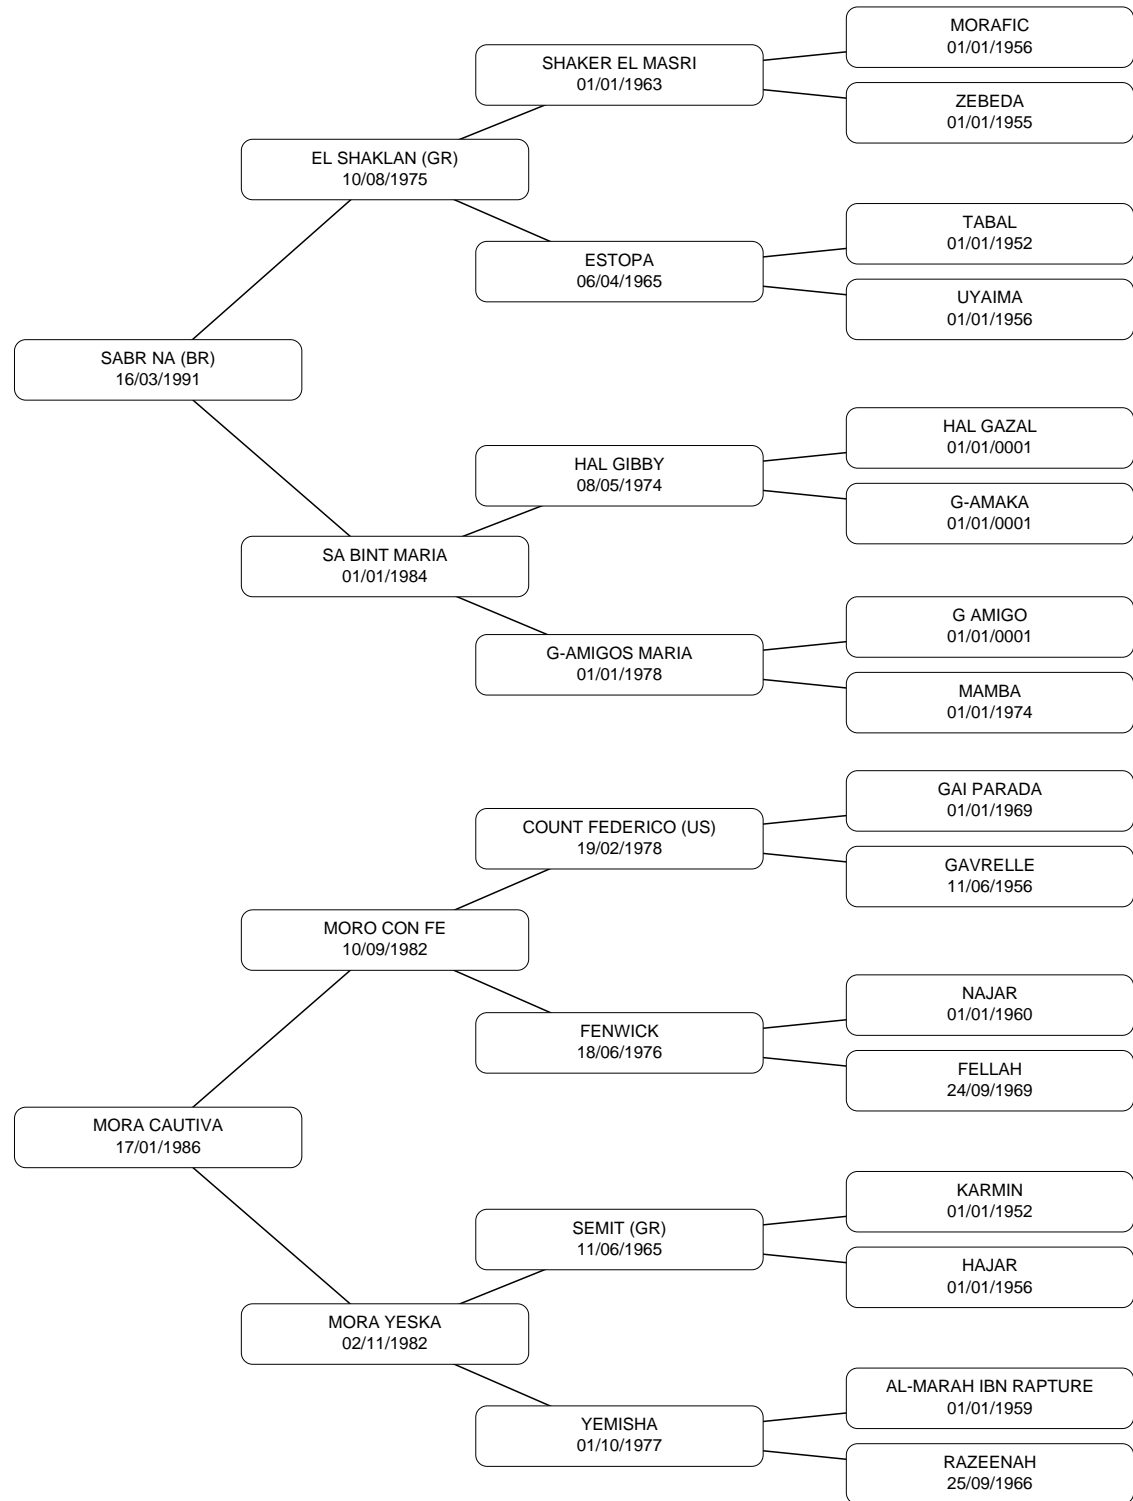 MORAFIC
01/01/1956
SHAKER EL MASRI
01/01/1963
ZEBEDA
01/01/1955
EL SHAKLAN (GR)
10/08/1975
TABAL
01/01/1952
ESTOPA
06/04/1965
UYAIMA
01/01/1956
SABR NA (BR)
16/03/1991
HAL GAZAL
01/01/0001
HAL GIBBY
08/05/1974
G-AMAKA
01/01/0001
SA BINT MARIA
01/01/1984
G AMIGO
01/01/0001
G-AMIGOS MARIA
01/01/1978
MAMBA
01/01/1974
GAI PARADA
01/01/1969
COUNT FEDERICO (US)
19/02/1978
GAVRELLE
11/06/1956
MORO CON FE
10/09/1982
NAJAR
01/01/1960
FENWICK
18/06/1976
FELLAH
24/09/1969
MORA CAUTIVA
17/01/1986
KARMIN
01/01/1952
SEMIT (GR)
11/06/1965
HAJAR
01/01/1956
MORA YESKA
02/11/1982
AL-MARAH IBN RAPTURE
01/01/1959
YEMISHA
01/10/1977
RAZEENAH
25/09/1966